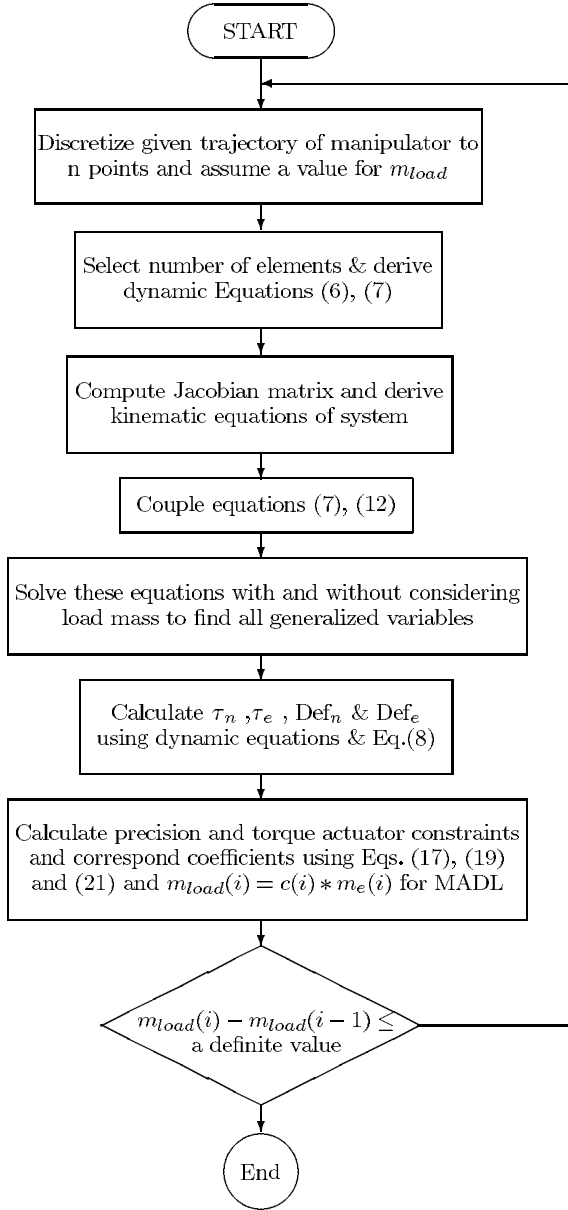 START
Discretize given trajectory of manipulator to
n points and assume a value for m_load
Select number of elements & derive
dynamic Equations (6), (7)
Compute Jacobian matrix and derive
kinematic equations of system
Couple equations (7), (12)
Solve these equations with and without considering
load mass to find all generalized variables
Calculate τ_n ,τ_e , Def_n & Def_e
using dynamic equations & Eq.(8)
Calculate precision and torque actuator constraints
and correspond coefficients using Eqs. (17), (19)
and (21) and m_load(i) = c(i) * m_e(i) for MADL
m_load(i) − m_load(i − 1) ≤
a definite value
End